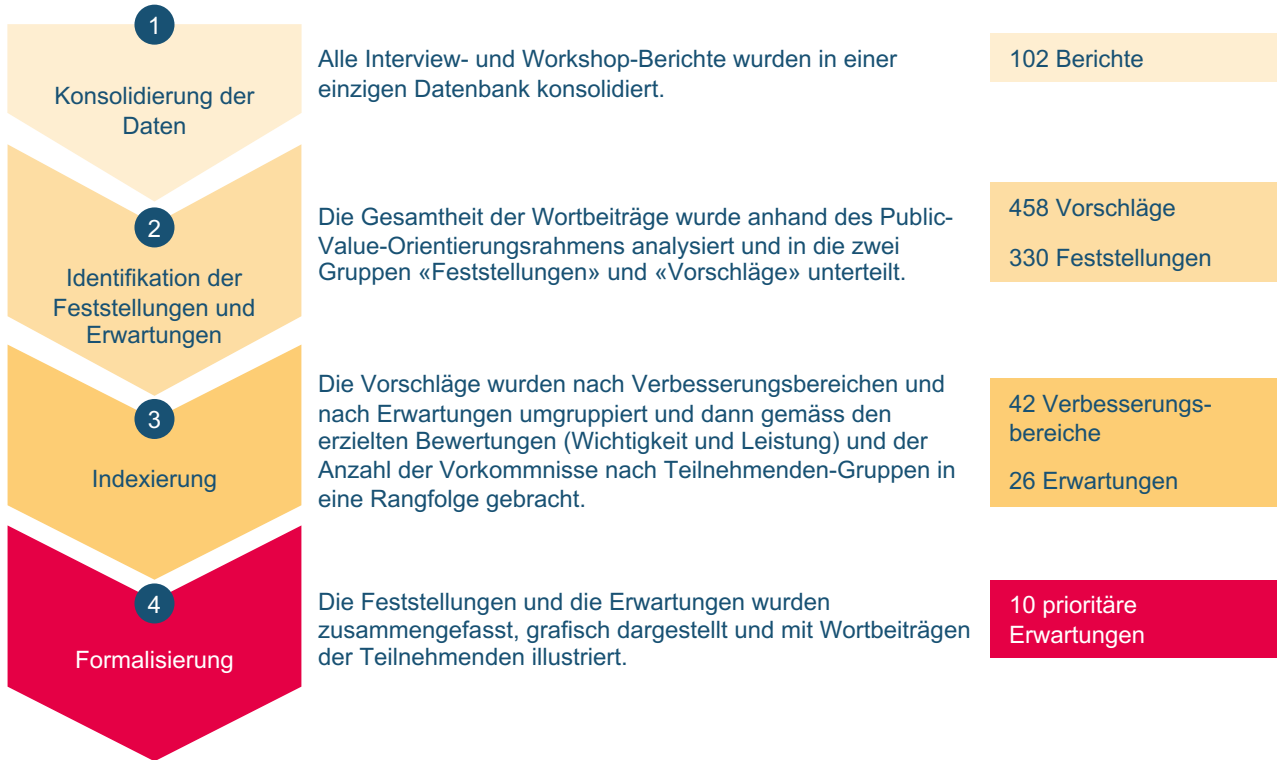 1
Konsolidierung der
Daten
Alle Interview- und Workshop-Berichte wurden in einer
einzigen Datenbank konsolidiert.
102 Berichte
2
Identifikation der
Feststellungen und
Erwartungen
Die Gesamtheit der Wortbeiträge wurde anhand des Public-
Value-Orientierungsrahmens analysiert und in die zwei
Gruppen «Feststellungen» und «Vorschläge» unterteilt.
458 Vorschläge
330 Feststellungen
3
Indexierung
Die Vorschläge wurden nach Verbesserungsbereichen und
nach Erwartungen umgruppiert und dann gemäss den
erzielten Bewertungen (Wichtigkeit und Leistung) und der
Anzahl der Vorkommnisse nach Teilnehmenden-Gruppen in
eine Rangfolge gebracht.
42 Verbesserungs-
bereiche
26 Erwartungen
4
Formalisierung
Die Feststellungen und die Erwartungen wurden
zusammengefasst, grafisch dargestellt und mit Wortbeiträgen
der Teilnehmenden illustriert.
10 prioritäre
Erwartungen